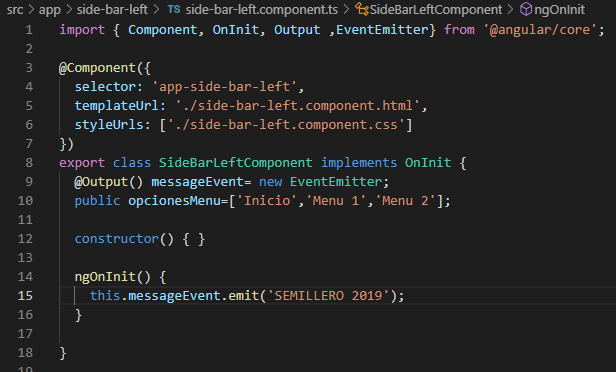 src > app > side-bar-left > TS side-bar-left.component.ts > SideBarLeftComponent > ngOnInit
1 import { Component, OnInit, Output ,EventEmitter} from '@angular/core';
2
3 @Component({
4   selector: 'app-side-bar-left',
5   templateUrl: './side-bar-left.component.html',
6   styleUrls: ['./side-bar-left.component.css']
7 })
8 export class SideBarLeftComponent implements OnInit {
9   @Output() messageEvent= new EventEmitter;
10   public opcionesMenu=['Inicio','Menu 1','Menu 2'];
11
12   constructor() { }
13
14   ngOnInit() {
15     this.messageEvent.emit('SEMILLERO 2019');
16   }
17
18 }
19